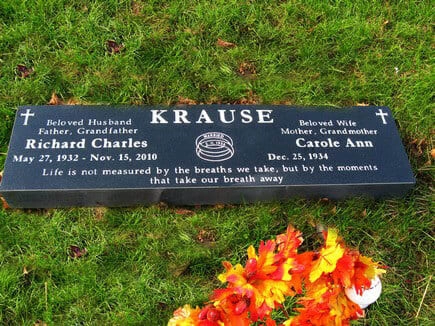 KRAUSE
Beloved Husband
Father, Grandfather
Richard Charles
May 27, 1932 - Nov. 15, 2010
MARRIED
Beloved Wife
Mother, Grandmother
Carole Ann
Dec. 25, 1934
Life is not measured by the breaths we take, but by the moments
that take our breath away